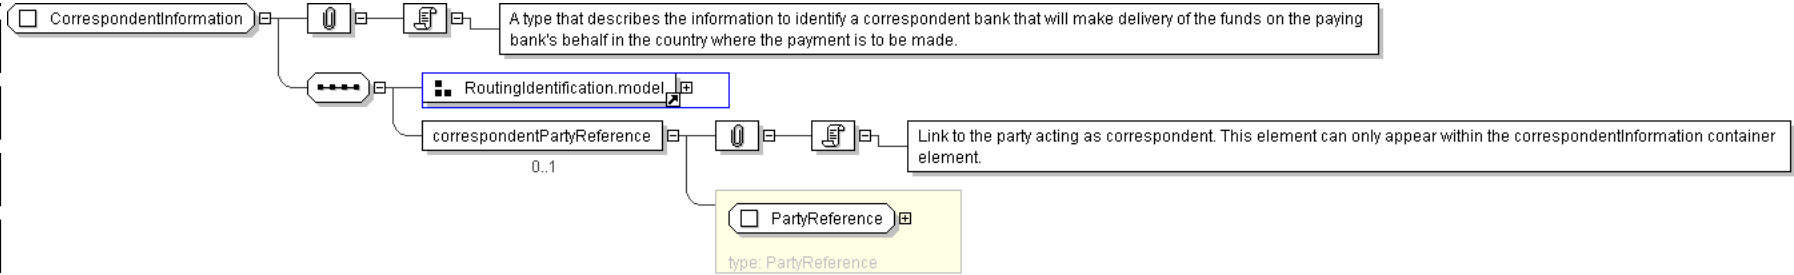 CorrespondentInformation
A type that describes the information to identify a correspondent bank that will make delivery of the funds on the paying
bank's behalf in the country where the payment is to be made.
RoutingIdentification.model
correspondentPartyReference
0..1
Link to the party acting as correspondent. This element can only appear within the correspondentInformation container
element.
PartyReference
type: PartyReference